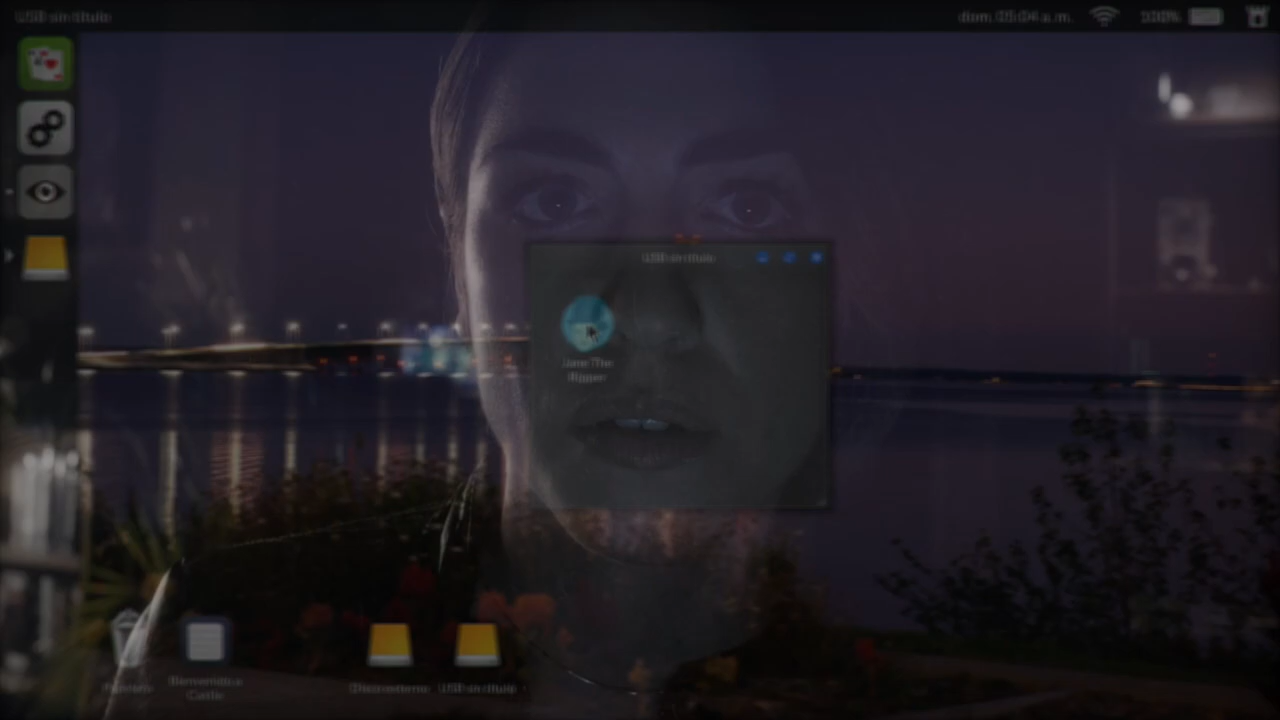 USB sin título
dom. 05:04 a.m.
100%
USB sin título
Jane The
Ripper
Papelera
Bienvenido a
Castle
Disco externo
USB sin título